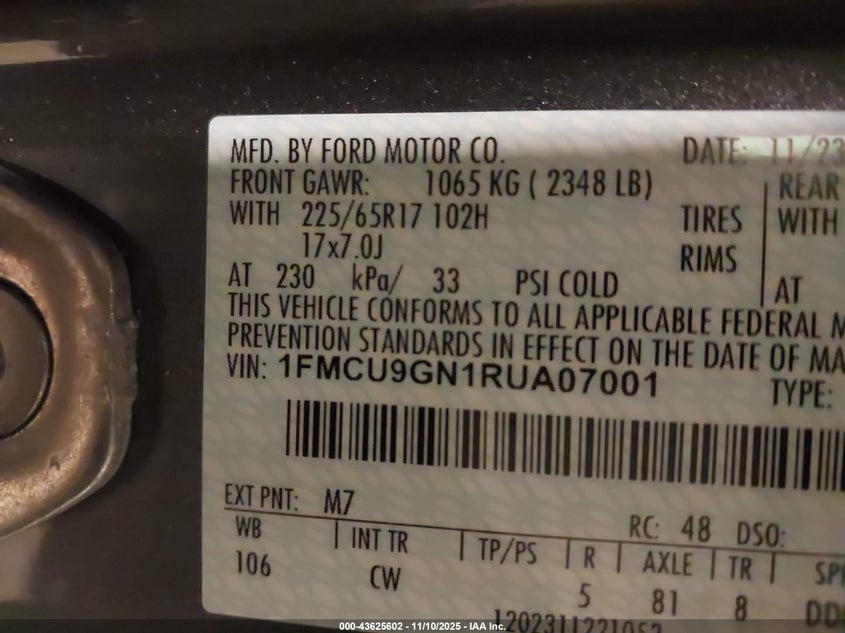 MFD. BY FORD MOTOR CO. DATE: 11/23
FRONT GAWR: 1065 KG ( 2348 LB) REAR
WITH 225/65R17 102H TIRES WITH
17x7.0J RIMS
AT 230 kPa/ 33 PSI COLD AT
THIS VEHICLE CONFORMS TO ALL APPLICABLE FEDERAL
PREVENTION STANDARDS IN EFFECT ON THE DATE OF
VIN: 1FMCU9GN1RUA07001 TYPE:
EXT PNT: M7 RC: 48 DSO:
WB INT TR TP/PS R AXLE TR
106 CW 5 81 8
1202311221052
000-43625602 - 11/10/2025 - IAA Inc.